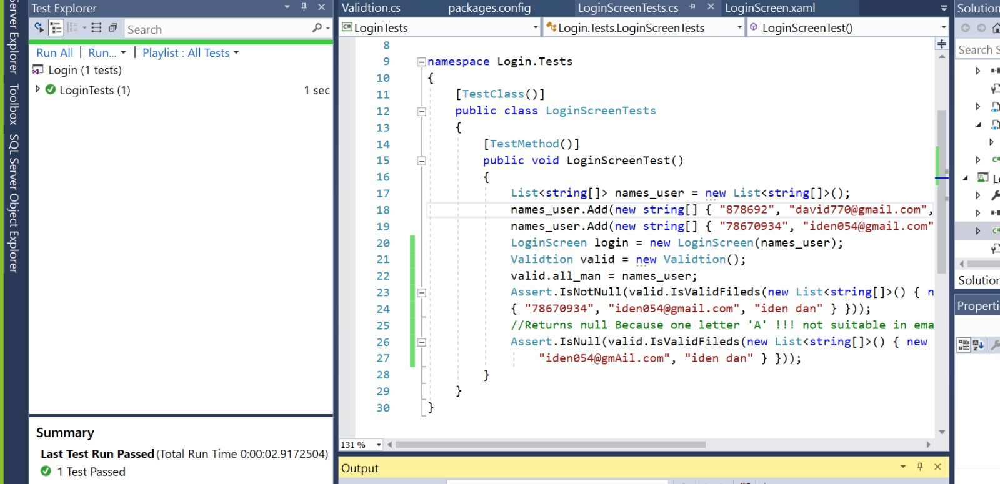 Server Explorer
Toolbox
SQL Server Object Explorer
Test Explorer
Search
Run All | Run... | Playlist : All Tests
Login (1 tests)
LoginTests (1) 1 sec
Summary
Last Test Run Passed (Total Run Time 0:00:02.9172504)
1 Test Passed
Validtion.cs packages.config LoginScreenTests.cs LoginScreen.xaml
LoginTests Login.Tests.LoginScreenTests LoginScreenTest()
8
9 namespace Login.Tests
10 {
11 [TestClass()]
12 public class LoginScreenTests
13 {
14 [TestMethod()]
15 public void LoginScreenTest()
16 {
17 List<string[]> names_user = new List<string[]>();
18 names_user.Add(new string[] { "878692", "david770@gmail.com",
19 names_user.Add(new string[] { "78670934", "iden054@gmail.com"
20 LoginScreen login = new LoginScreen(names_user);
21 Validtion valid = new Validtion();
22 valid.all_man = names_user;
23 Assert.IsNotNull(valid.IsValidFileds(new List<string[]>() { n
24 { "78670934", "iden054@gmail.com", "iden dan" } }));
25 //Returns null Because one letter 'A' !!! not suitable in ema
26 Assert.IsNull(valid.IsValidFileds(new List<string[]>() { new
27 "iden054@gmAil.com", "iden dan" } }));
28 }
29 }
30 }
131 %
Output
Solution
Search S
Solution
Properti